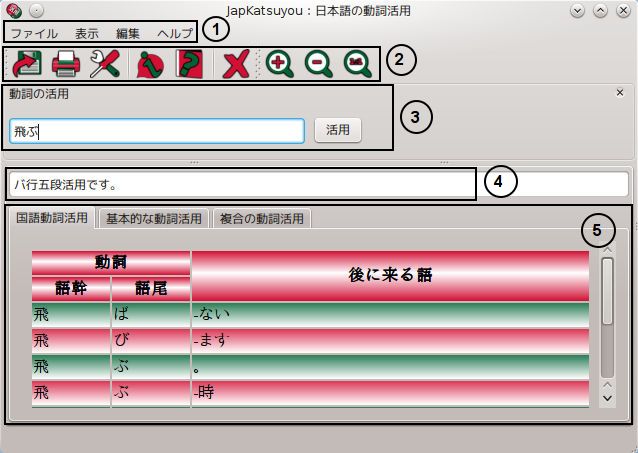 JapKatsuyou：日本語の動詞活用
ファイル 表示 編集 ヘルプ 1
2
1:1
動詞の活用
飛ぶ 活用 3
バ行五段活用です。 4
国語動詞活用 基本的な動詞活用 複合の動詞活用 5
動詞 後に来る語
語幹 語尾
飛 ば -ない
飛 び -ます
飛 ぶ 。
飛 ぶ -時